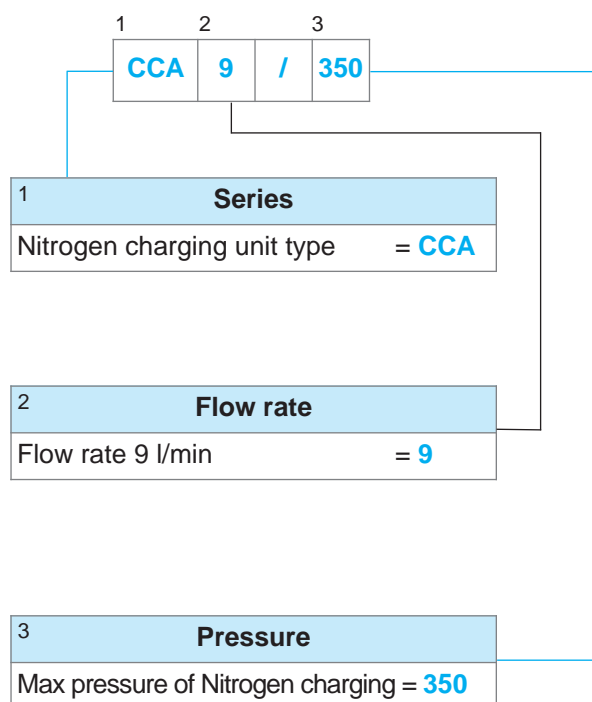 1 2 3
CCA 9 / 350
1 Series
Nitrogen charging unit type = CCA
2 Flow rate
Flow rate 9 l/min = 9
3 Pressure
Max pressure of Nitrogen charging = 350